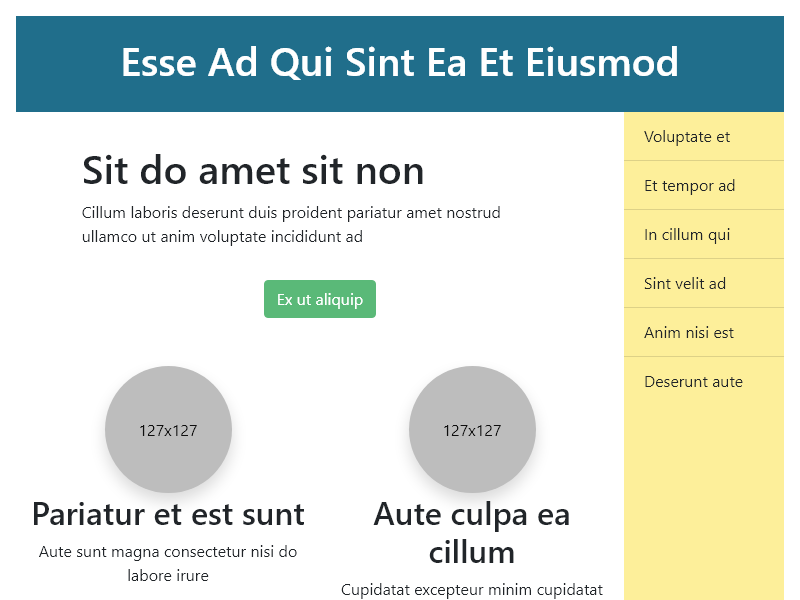 Esse Ad Qui Sint Ea Et Eiusmod
Sit do amet sit non
Cillum laboris deserunt duis proident pariatur amet nostrud
ullamco ut anim voluptate incididunt ad
Ex ut aliquip
127x127
Pariatur et est sunt
Aute sunt magna consectetur nisi do
labore irure
127x127
Aute culpa ea
cillum
Cupidatat excepteur minim cupidatat
Voluptate et
Et tempor ad
In cillum qui
Sint velit ad
Anim nisi est
Deserunt aute